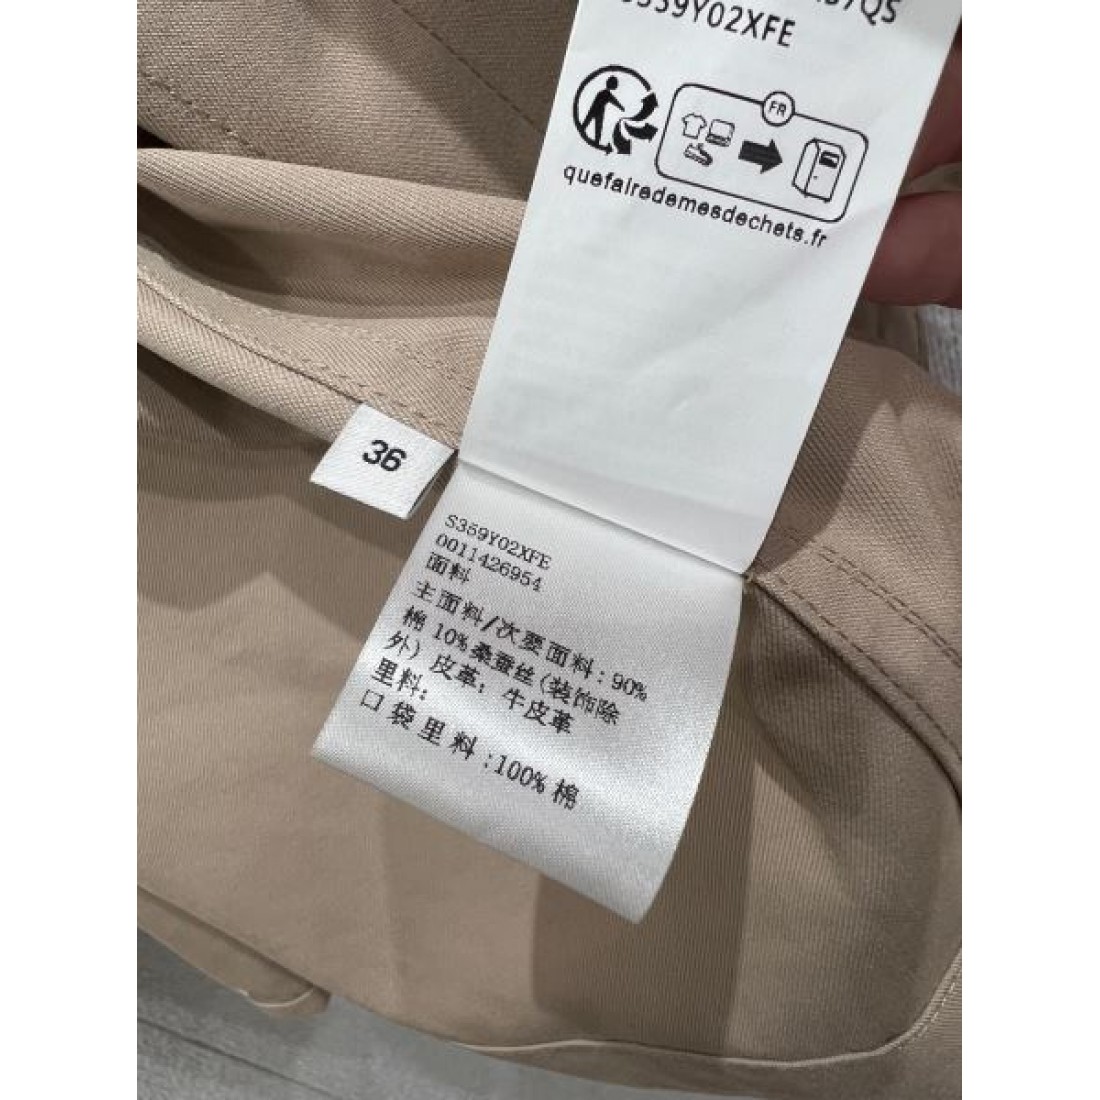 S359Y02XFE
FR
quefairedemesdechets.fr
36
S359Y02XFE
0011426954
面料
主面料/次要面料:90%
棉 10%桑蚕丝(装饰除
外) 皮革: 牛皮革
里料:
口袋里料:100%棉